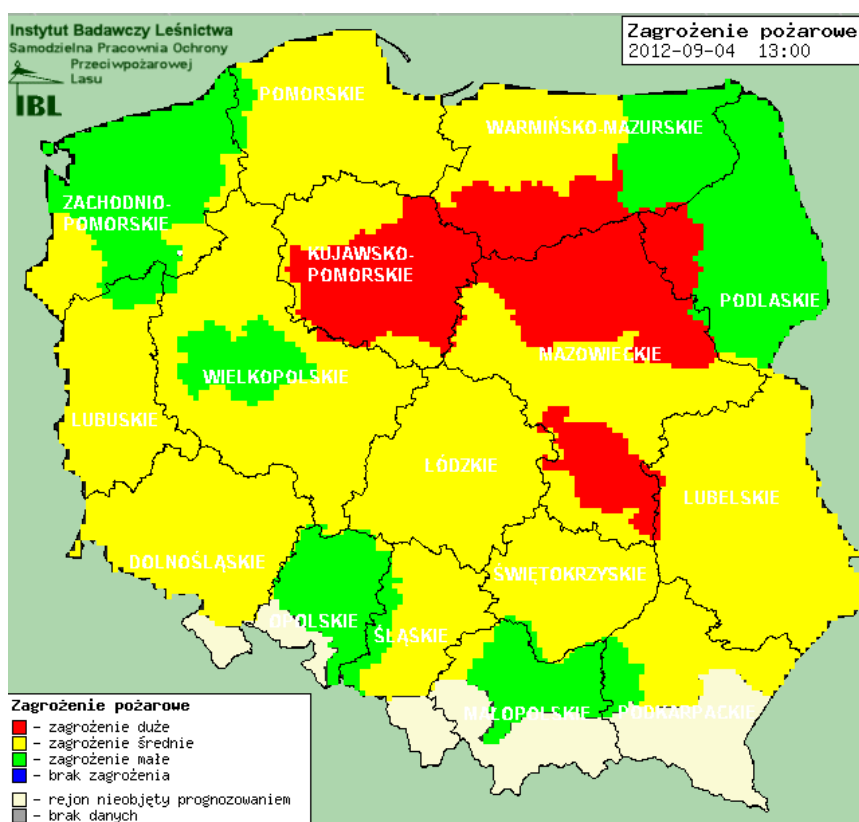 Instytut Badawczy Leśnictwa
Samodzielna Pracownia Ochrony
Przeciwpożarowej
Lasu
IBL
Zagrożenie pożarowe
2012-09-04 13:00
POMORSKIE
WARMIŃSKO-MAZURSKIE
ZACHODNIO-
POMORSKIE
KUJAWSKO-
POMORSKIE
PODLASKIE
MAZOWIECKIE
WIELKOPOLSKIE
LUBUSKIE
ŁÓDZKIE
LUBELSKIE
DOLNOŚLĄSKIE
ŚWIĘTOKRZYSKIE
OPOLSKIE
ŚLĄSKIE
MAŁOPOLSKIE
PODKARPACKIE
Zagrożenie pożarowe
- zagrożenie duże
- zagrożenie średnie
- zagrożenie małe
- brak zagrożenia
- rejon nieobjęty prognozowaniem
- brak danych